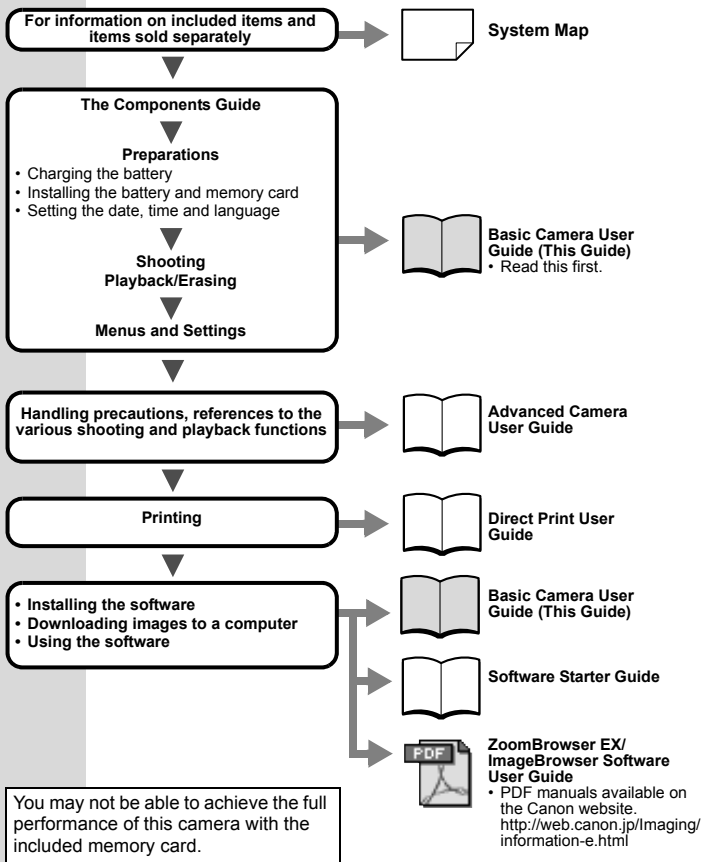 For information on included items and
items sold separately
System Map
The Components Guide
Preparations
• Charging the battery
• Installing the battery and memory card
• Setting the date, time and language
Shooting
Playback/Erasing
Menus and Settings
Basic Camera User
Guide (This Guide)
• Read this first.
Handling precautions, references to the
various shooting and playback functions
Advanced Camera
User Guide
Printing
Direct Print User
Guide
• Installing the software
• Downloading images to a computer
• Using the software
Basic Camera User
Guide (This Guide)
Software Starter Guide
PDF
ZoomBrowser EX/
ImageBrowser Software
User Guide
• PDF manuals available on
the Canon website.
http://web.canon.jp/Imaging/
information-e.html
You may not be able to achieve the full
performance of this camera with the
included memory card.